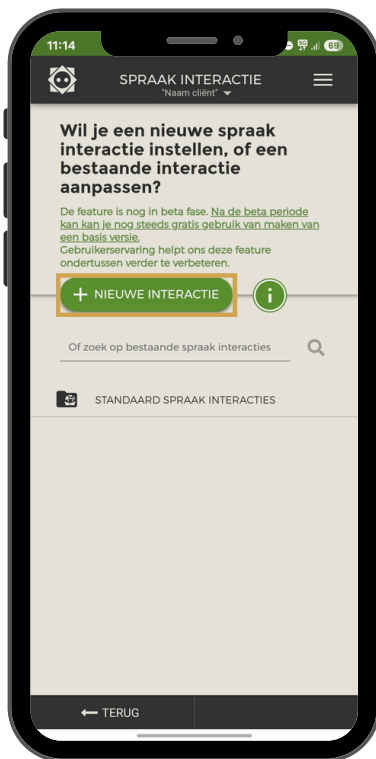 11:14
5G 69
SPRAAK INTERACTIE
"Naam cliënt"
Wil je een nieuwe spraak
interactie instellen, of een
bestaande interactie
aanpassen?
De feature is nog in beta fase. Na de beta periode
kan kan je nog steeds gratis gebruik van maken van
een basis versie.
Gebruikerservaring helpt ons deze feature
ondertussen verder te verbeteren.
+ NIEUWE INTERACTIE
i
Of zoek op bestaande spraak interacties
STANDAARD SPRAAK INTERACTIES
TERUG